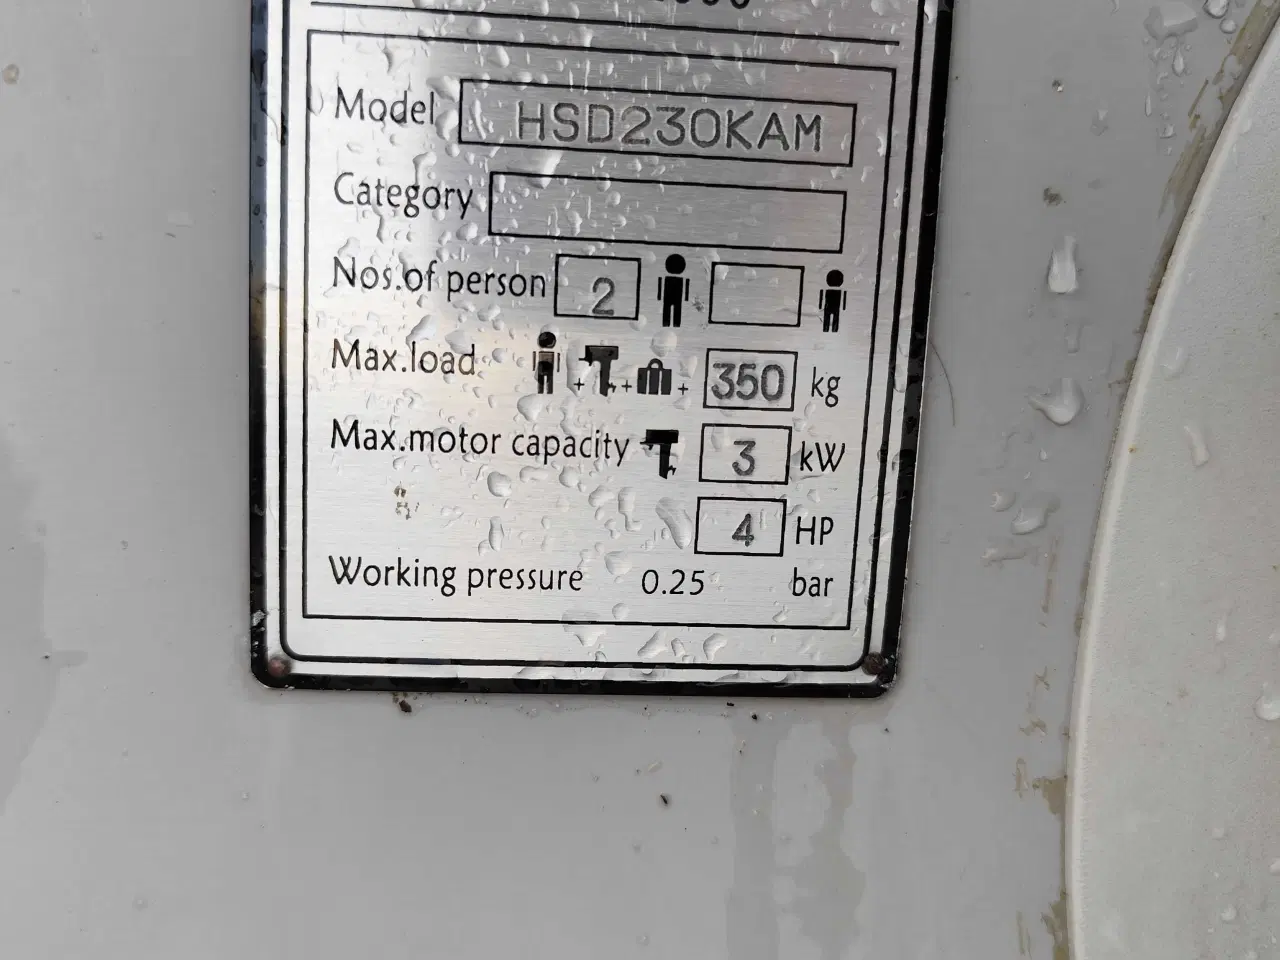 Model HSD230KAM
Category
Nos.of person 2
Max.load + + + 350 kg
Max.motor capacity 3 kW
4 HP
Working pressure 0.25 bar